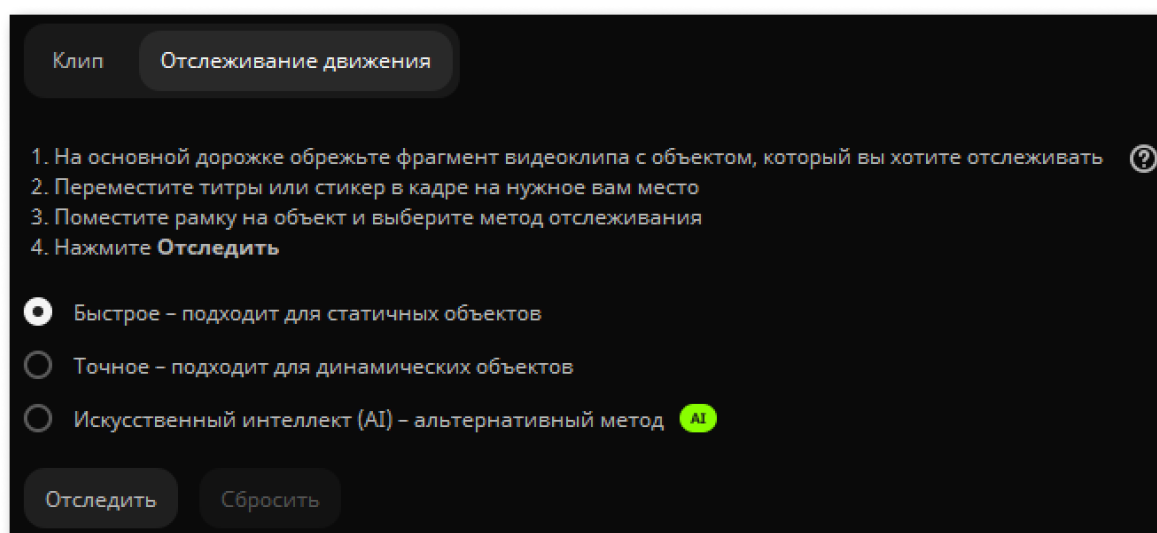 Клип Отслеживание движения
1. На основной дорожке обрежьте фрагмент видеоклипа с объектом, который вы хотите отслеживать ?
2. Переместите титры или стикер в кадре на нужное вам место
3. Поместите рамку на объект и выберите метод отслеживания
4. Нажмите Отследить
Быстрое – подходит для статичных объектов
Точное – подходит для динамических объектов
Искусственный интеллект (AI) – альтернативный метод AI
Отследить Сбросить